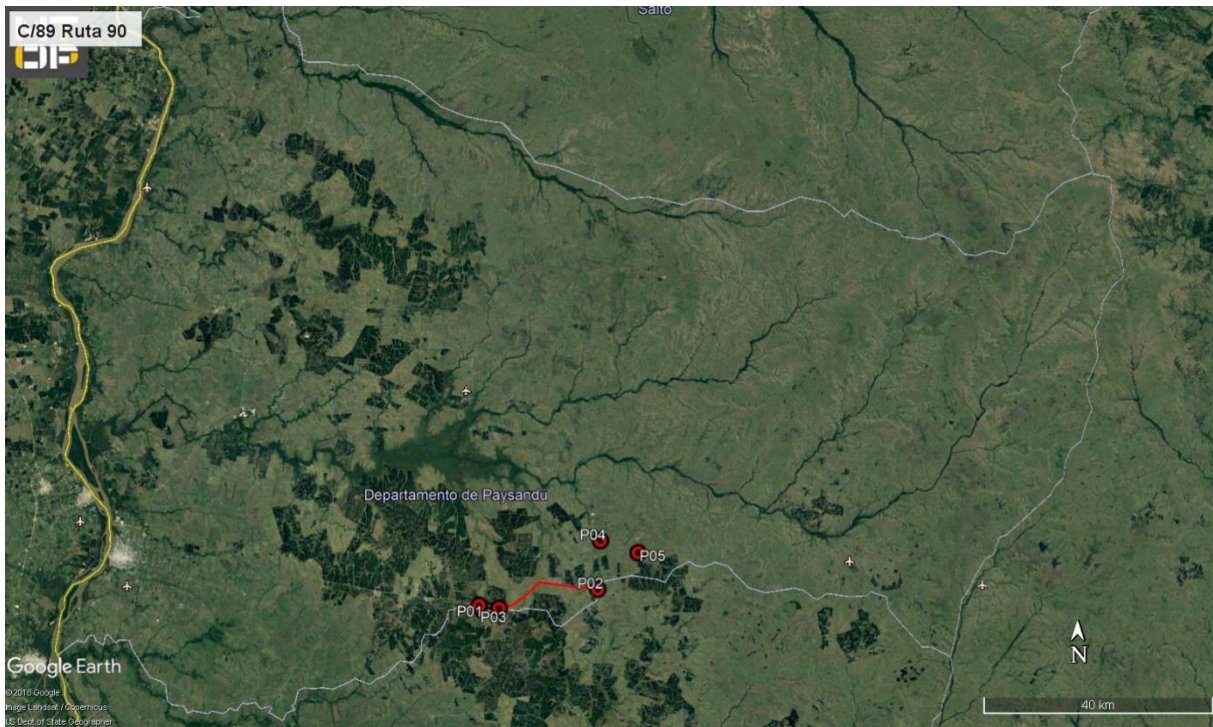 Salto
C/89 Ruta 90
Departamento de Paysandú
P04
P05
P02
P01
P03
N
Google Earth
©2018 Google
Image Landsat / Copernicus
US Dept of State Geographer
40 km